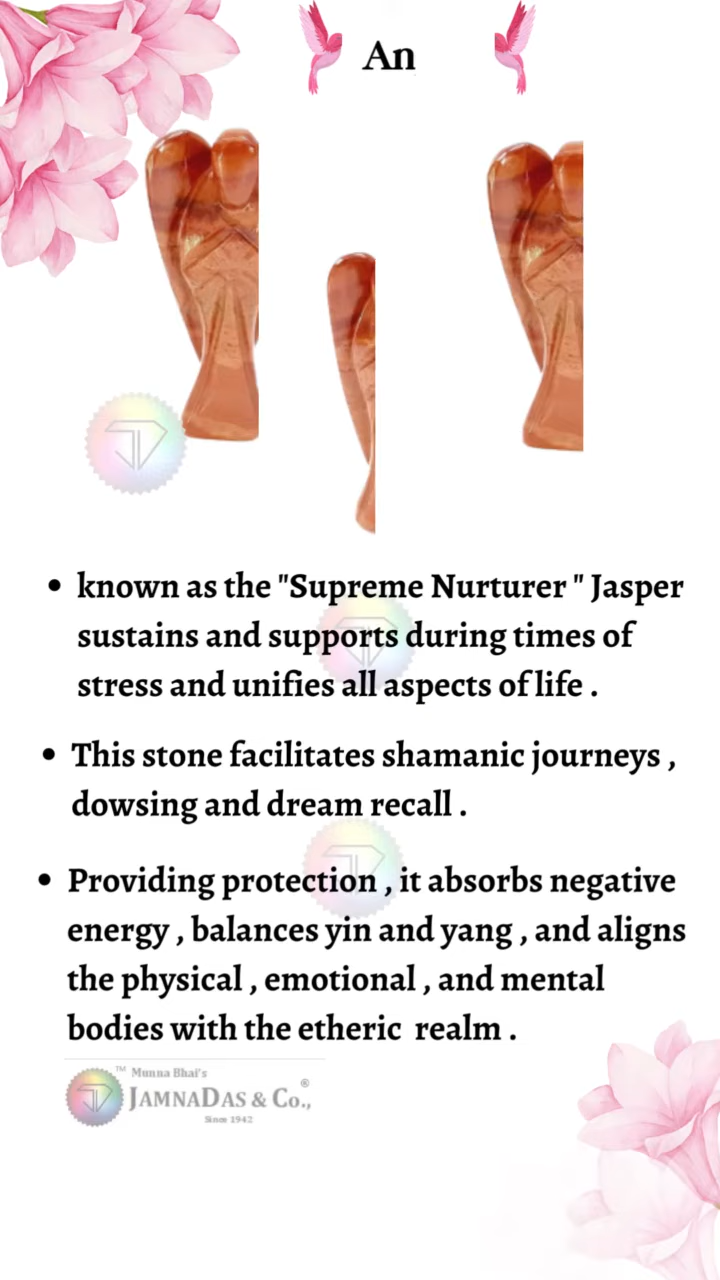 An
• known as the "Supreme Nurturer " Jasper
sustains and supports during times of
stress and unifies all aspects of life .
• This stone facilitates shamanic journeys ,
dowsing and dream recall .
• Providing protection , it absorbs negative
energy , balances yin and yang , and aligns
the physical , emotional , and mental
bodies with the etheric  realm .
™ Munna Bhai's
JAMNADAS & CO., ®
Since 1942